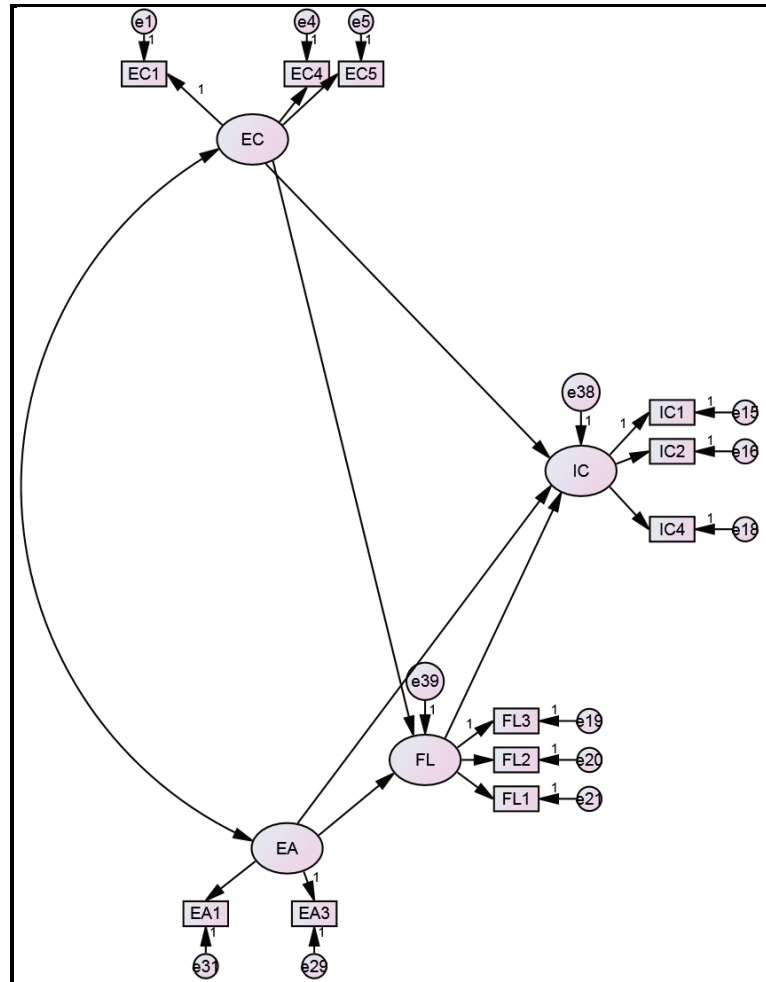 e1 e4 e5
1 1 1
EC1 EC4 EC5
1
EC
e38
1
IC1 1 e15
1
IC2 1 e16
IC
IC4 1 e18
e39
1
FL3 1 e19
1
FL
FL2 1 e20
FL1 1 e21
EA
1
EA1 EA3
1 1
e31 e29